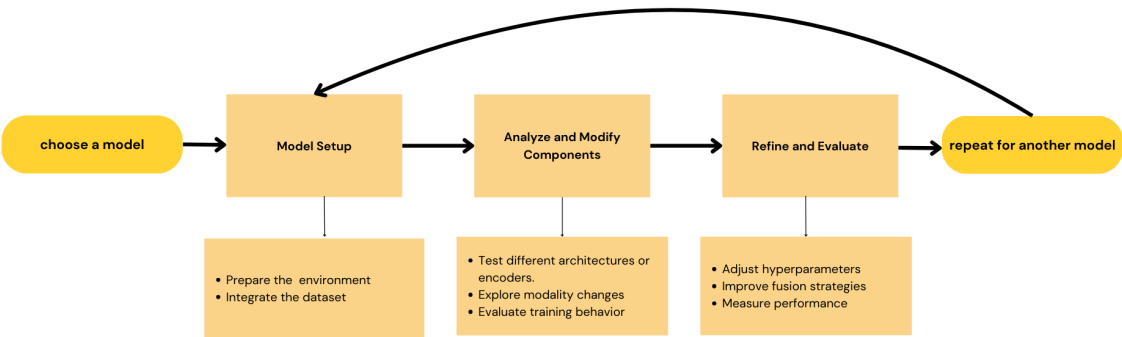 choose a model
Model Setup
Analyze and Modify
Components
Refine and Evaluate
repeat for another model
• Prepare the environment
• Integrate the dataset
• Test different architectures or
encoders.
• Explore modality changes
• Evaluate training behavior
• Adjust hyperparameters
• Improve fusion strategies
• Measure performance